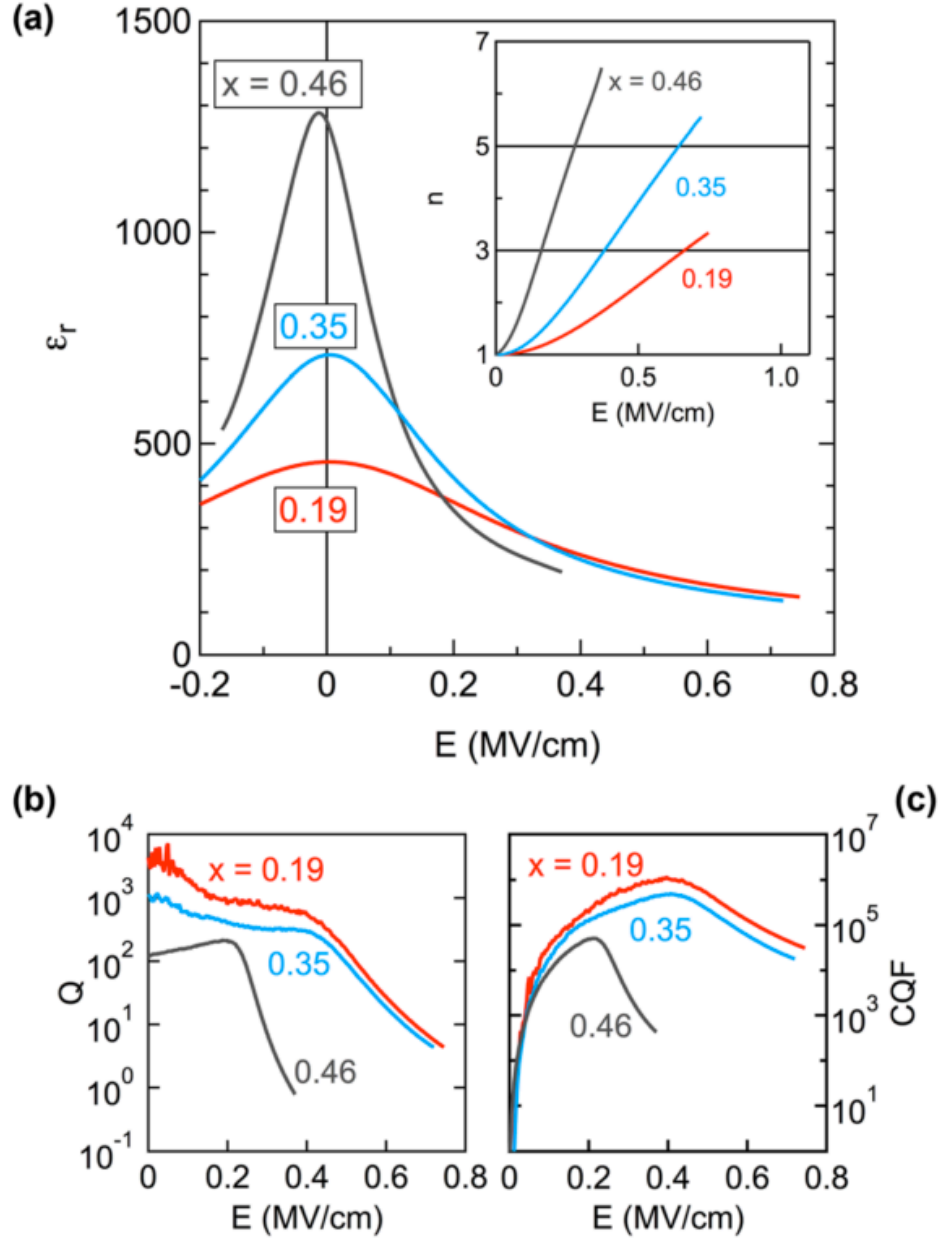 (a)
1500
1000
500
0
εr
x = 0.46
0.35
0.19
-0.2 0 0.2 0.4 0.6 0.8
E (MV/cm)
7
5
3
1
n
x = 0.46
0.35
0.19
0 0.5 1.0
E (MV/cm)
(b)
Q
10^4
10^3
10^2
10^1
10^0
10^-1
x = 0.19
0.35
0.46
0 0.2 0.4 0.6 0.8
E (MV/cm)
(c)
10^7
10^5
10^3
10^1
CQF
x = 0.19
0.35
0.46
0 0.2 0.4 0.6 0.8
E (MV/cm)